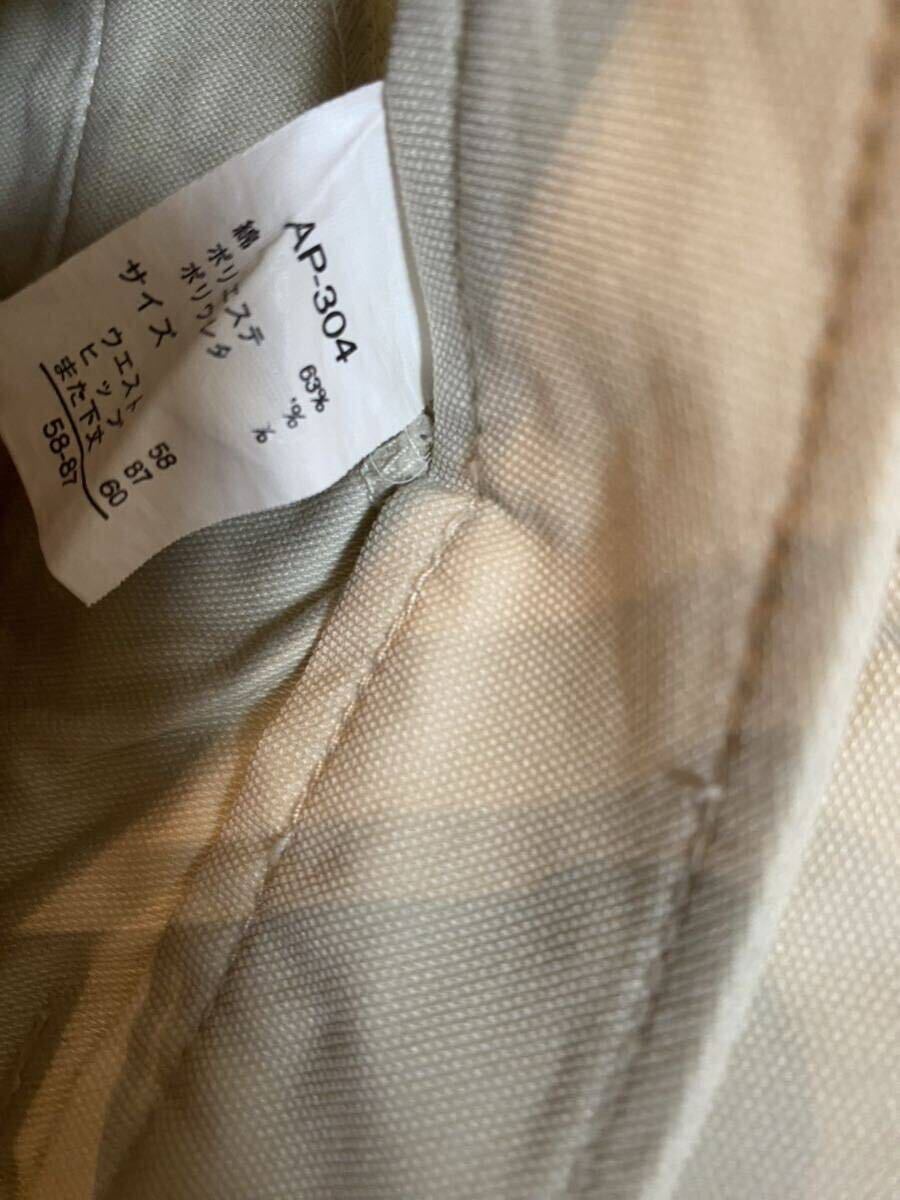 AP-304
綿 63%
ポリエステ %
ポリウレタ %
サイズ
ウエスト 58
ヒップ 87
また下丈 60
58-87